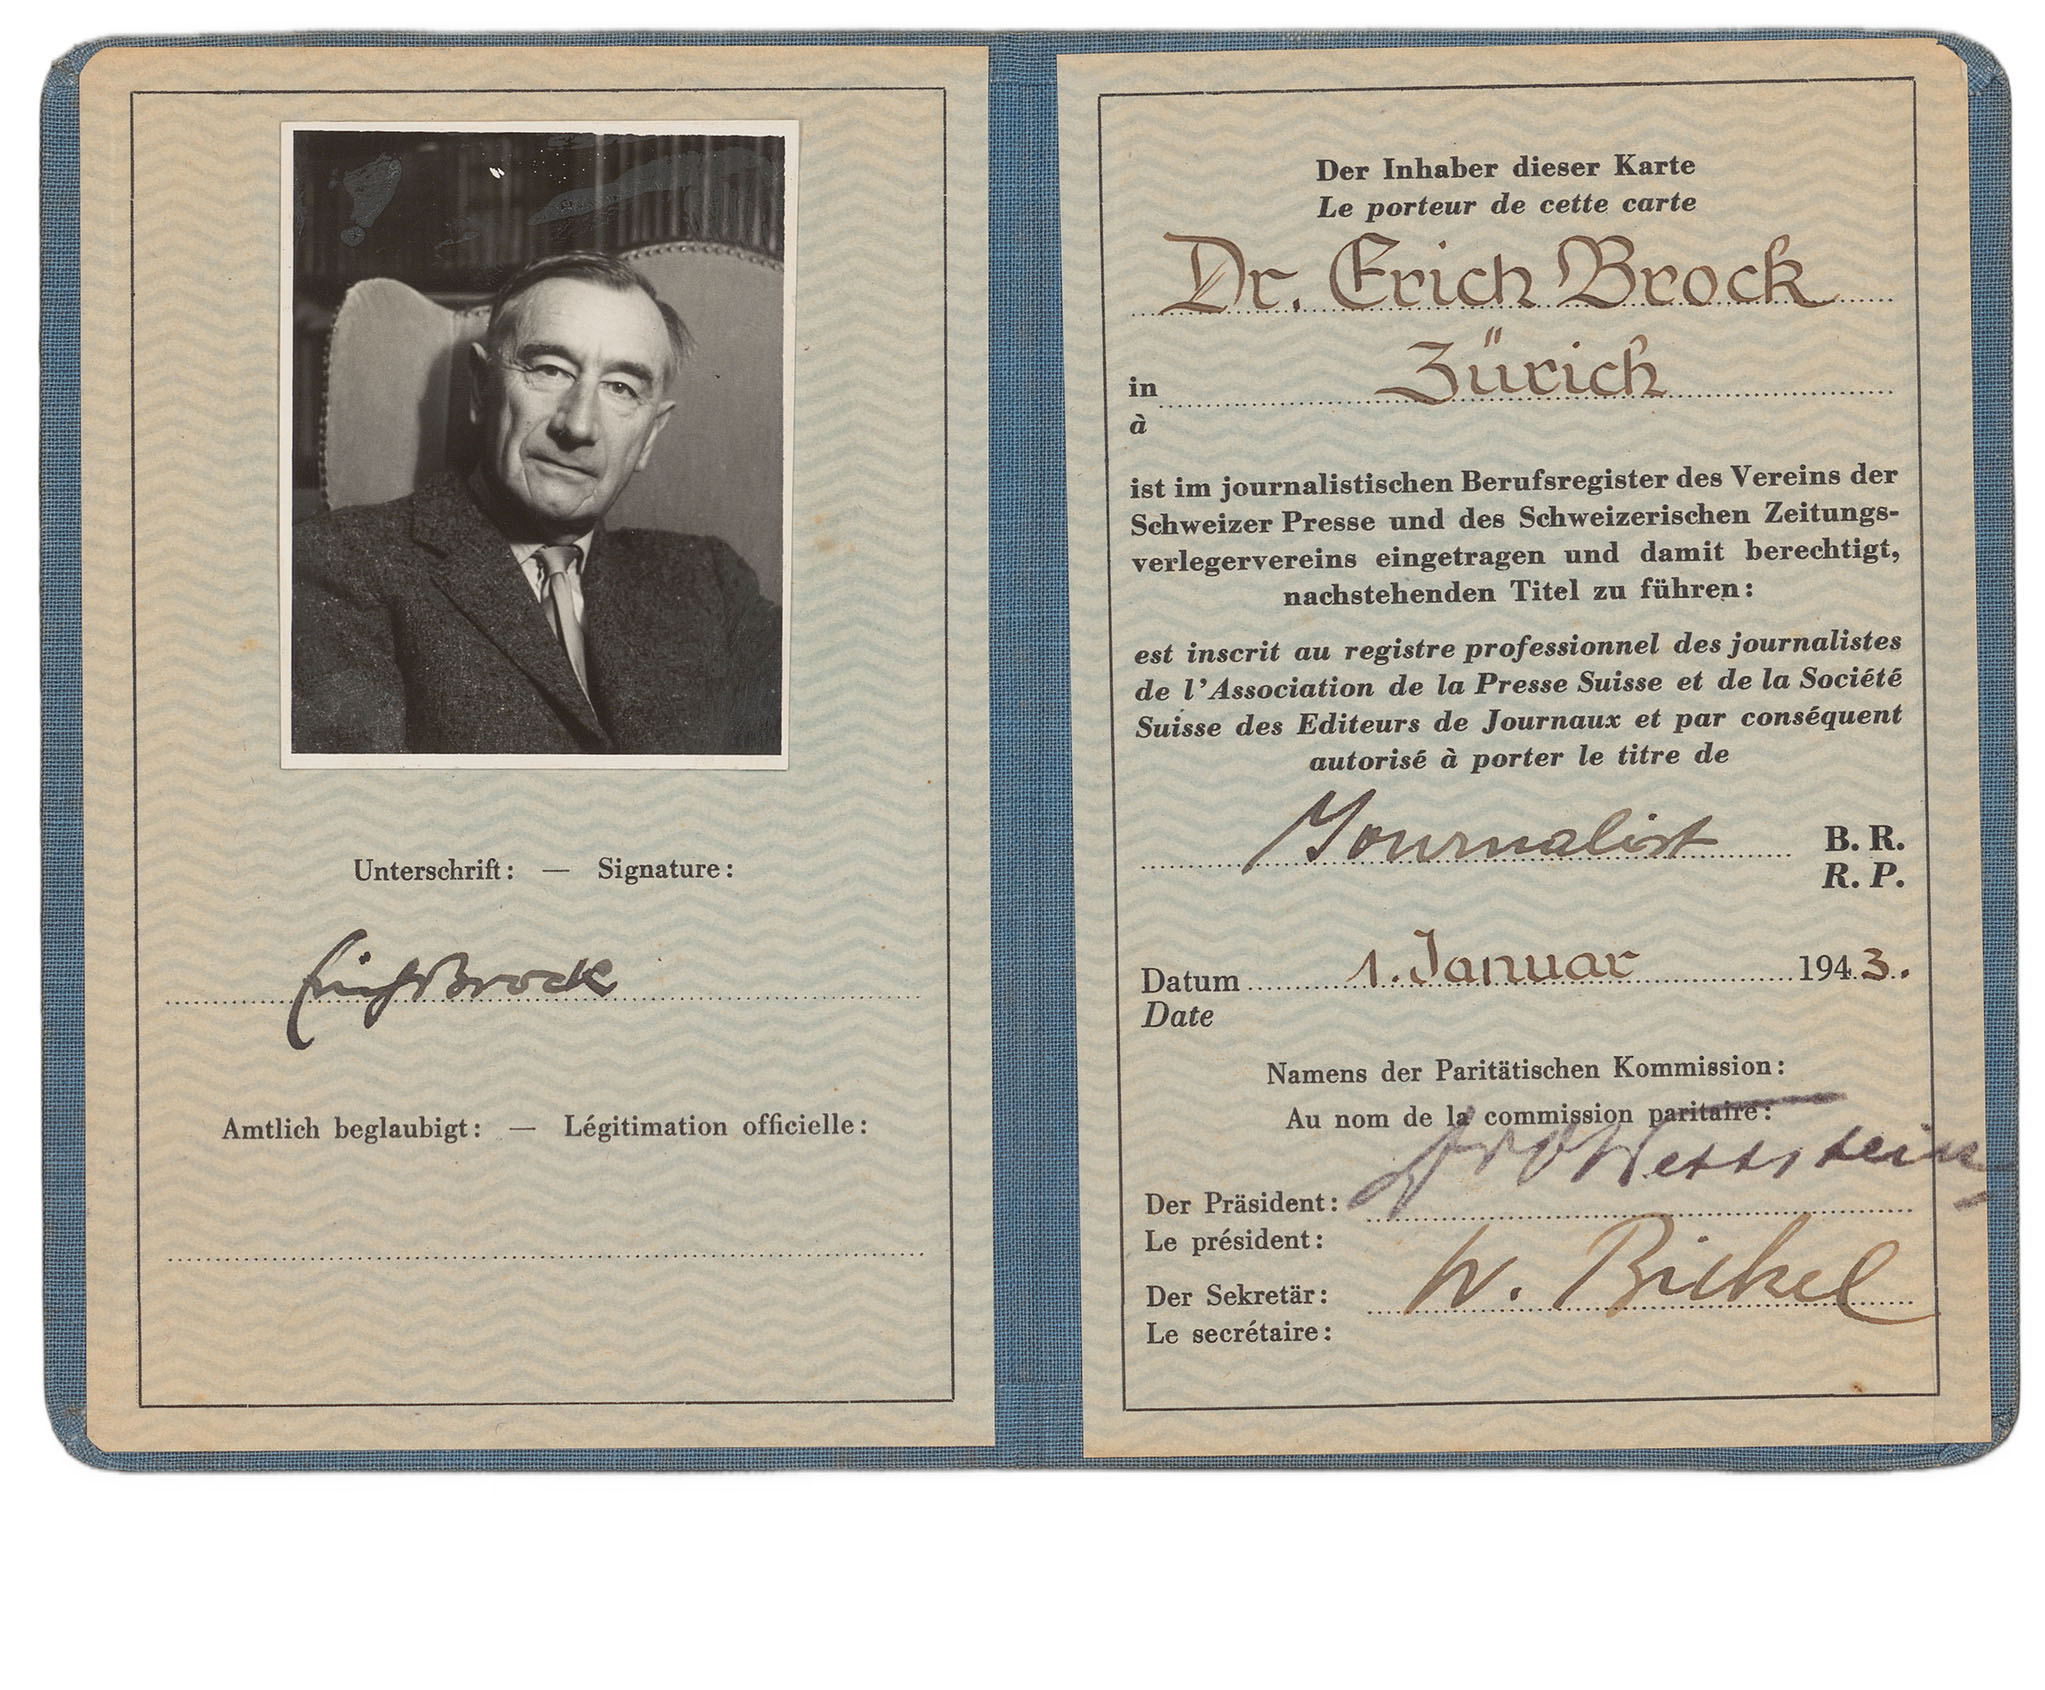 Unterschrift: — Signature:
Erich Brock
Amtlich beglaubigt: — Légitimation officielle:
Der Inhaber dieser Karte
Le porteur de cette carte
Dr. Erich Brock
in Zürich
à
ist im journalistischen Berufsregister des Vereins der
Schweizer Presse und des Schweizerischen Zeitungs-
verlegervereins eingetragen und damit berechtigt,
nachstehenden Titel zu führen:
est inscrit au registre professionnel des journalistes
de l'Association de la Presse Suisse et de la Société
Suisse des Editeurs de Journaux et par conséquent
autorisé à porter le titre de
Journalist B. R.
R. P.
Datum 1. Januar 1943.
Date
Namens der Paritätischen Kommission:
Au nom de la commission paritaire:
Der Präsident: Wettstein
Le président:
Der Sekretär: W. Bickel
Le secrétaire: